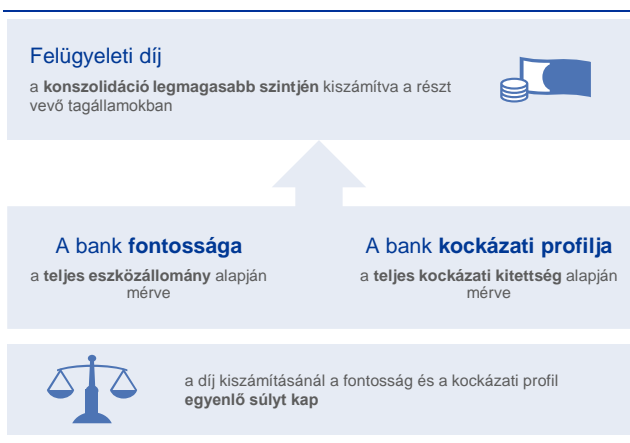 Felügyeleti díj
a konszolidáció legmagasabb szintjén kiszámítva a részt
vevő tagállamokban
A bank fontossága
a teljes eszközállomány alapján
mérve
A bank kockázati profilja
a teljes kockázati kitettség alapján
mérve
a díj kiszámításánál a fontosság és a kockázati profil
egyenlő súlyt kap